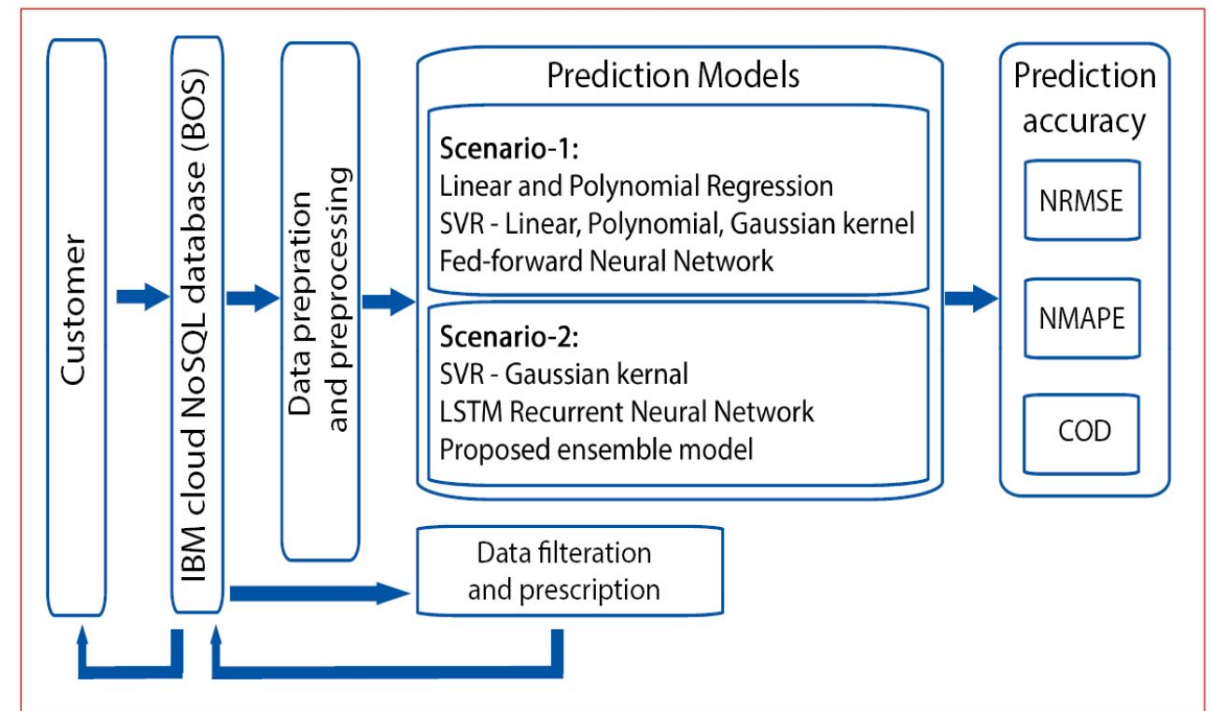 Customer
IBM cloud NoSQL database (BOS)
Data prepration
and preprocessing
Prediction Models
Scenario-1:
Linear and Polynomial Regression
SVR - Linear, Polynomial, Gaussian kernel
Fed-forward Neural Network
Scenario-2:
SVR - Gaussian kernal
LSTM Recurrent Neural Network
Proposed ensemble model
Data filteration
and prescription
Prediction
accuracy
NRMSE
NMAPE
COD